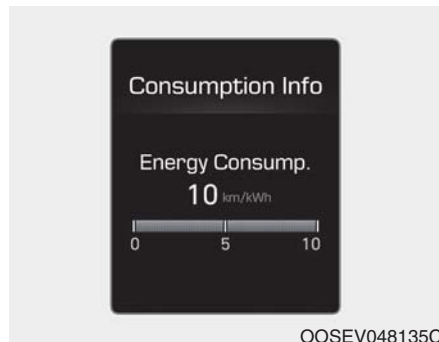 Consumption Info
Energy Consump.
10 km/kWh
0 5 10
OOSEV048135C